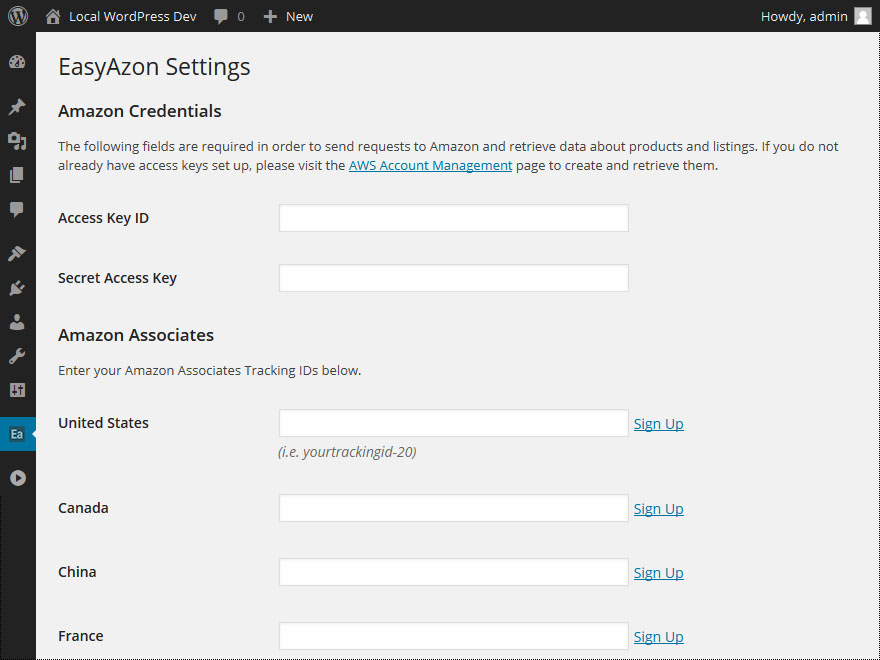 Local WordPress Dev 0 New Howdy, admin
EasyAzon Settings
Amazon Credentials
The following fields are required in order to send requests to Amazon and retrieve data about products and listings. If you do not
already have access keys set up, please visit the AWS Account Management page to create and retrieve them.
Access Key ID
Secret Access Key
Amazon Associates
Enter your Amazon Associates Tracking IDs below.
United States Sign Up
(i.e. yourtrackingid-20)
Ea
Canada Sign Up
China Sign Up
France Sign Up